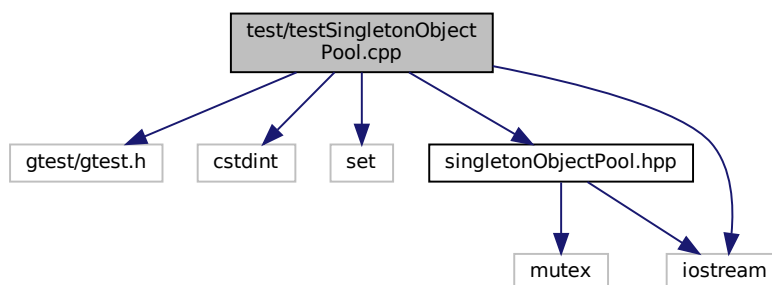 test/testSingletonObject
Pool.cpp
gtest/gtest.h
cstdint
set
singletonObjectPool.hpp
mutex
iostream